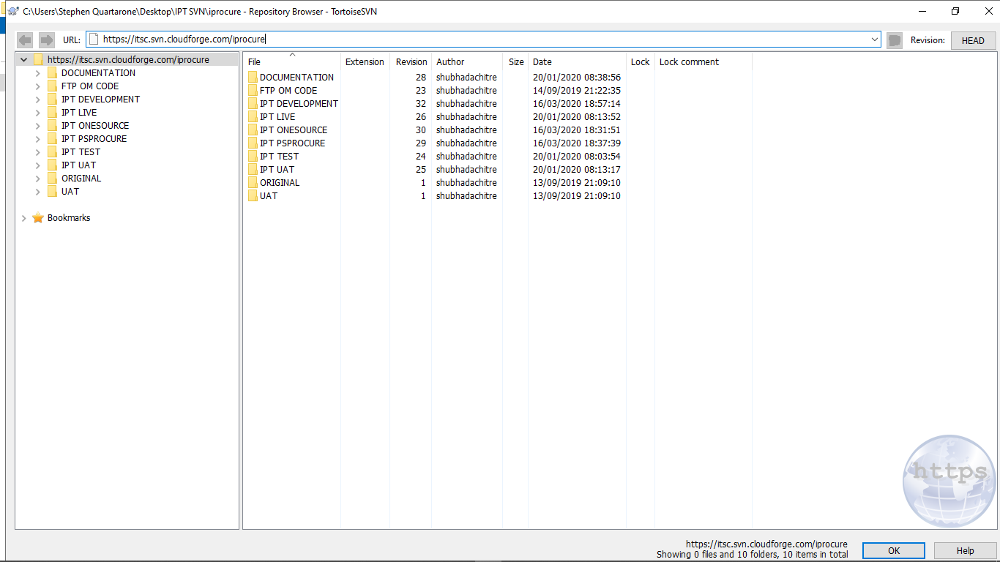 C:\Users\Stephen Quartarone\Desktop\IPT SVN\iprocure - Repository Browser - TortoiseSVN
URL: https://itsc.svn.cloudforge.com/iprocure Revision: HEAD
https://itsc.svn.cloudforge.com/iprocure
DOCUMENTATION
FTP OM CODE
IPT DEVELOPMENT
IPT LIVE
IPT ONESOURCE
IPT PSPROCURE
IPT TEST
IPT UAT
ORIGINAL
UAT
Bookmarks
File Extension Revision Author Size Date Lock Lock comment
DOCUMENTATION 28 shubhadachitre 20/01/2020 08:38:56
FTP OM CODE 23 shubhadachitre 14/09/2019 21:22:35
IPT DEVELOPMENT 32 shubhadachitre 16/03/2020 18:57:14
IPT LIVE 26 shubhadachitre 20/01/2020 08:13:52
IPT ONESOURCE 30 shubhadachitre 16/03/2020 18:31:51
IPT PSPROCURE 29 shubhadachitre 16/03/2020 18:37:39
IPT TEST 24 shubhadachitre 20/01/2020 08:03:54
IPT UAT 25 shubhadachitre 20/01/2020 08:13:17
ORIGINAL 1 shubhadachitre 13/09/2019 21:09:10
UAT 1 shubhadachitre 13/09/2019 21:09:10
https
https://itsc.svn.cloudforge.com/iprocure
Showing 0 files and 10 folders, 10 items in total
OK Help